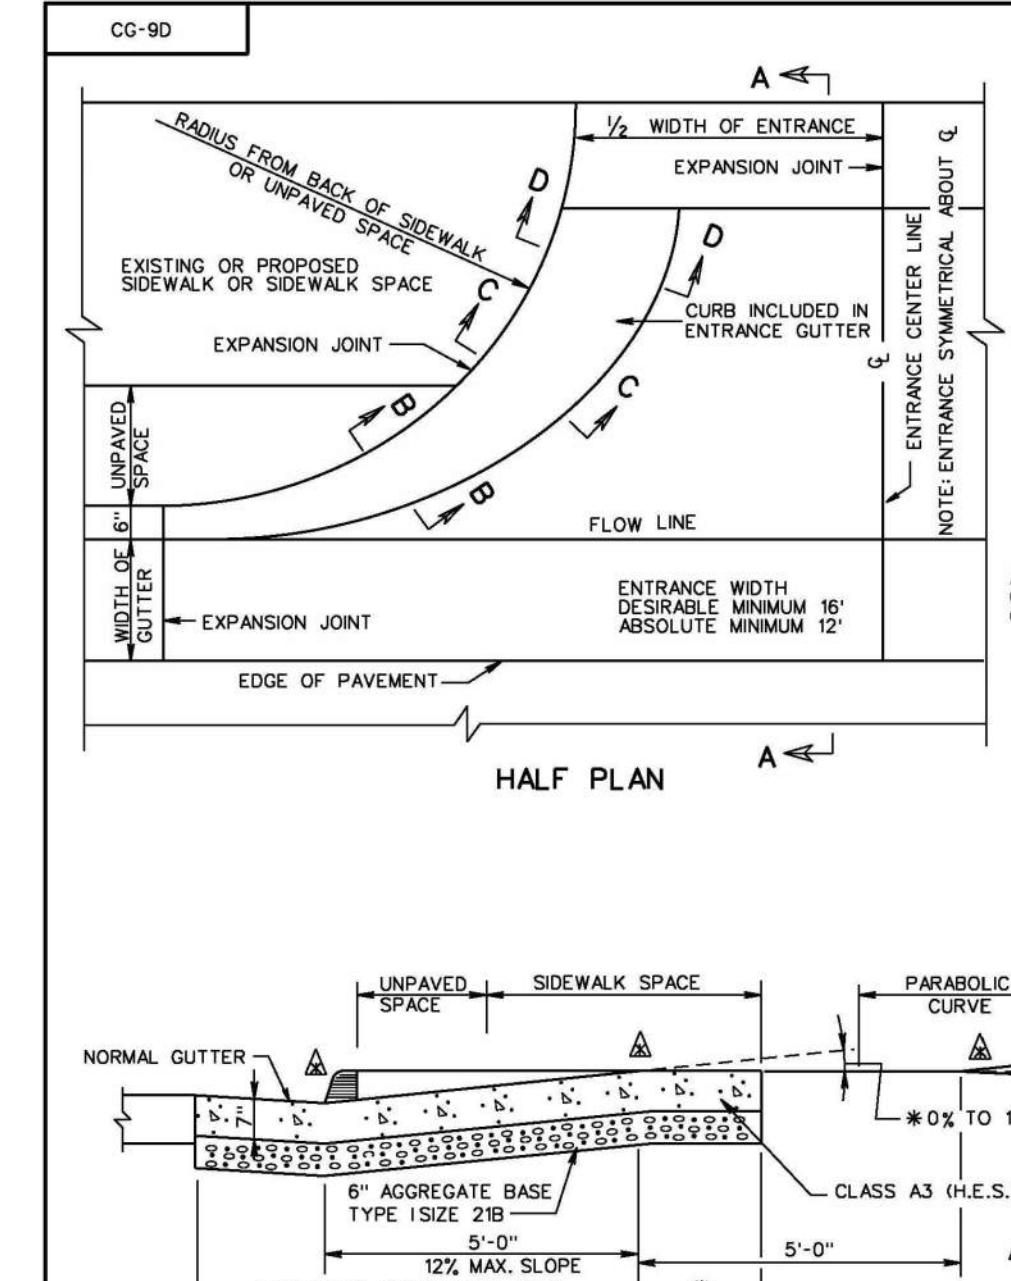 CG-9D
A
RADIUS FROM BACK OF SIDEWALK
OR UNPAVED SPACE
½ WIDTH OF ENTRANCE
EXPANSION JOINT
D
D
EXISTING OR PROPOSED
SIDEWALK OR SIDEWALK SPACE
C
CURB INCLUDED IN
ENTRANCE GUTTER
EXPANSION JOINT
C
B
B
UNPAVED
SPACE
6"
WIDTH OF
GUTTER
FLOW LINE
℄
ENTRANCE CENTER LINE
NOTE: ENTRANCE SYMMETRICAL ABOUT ℄
ENTRANCE WIDTH
DESIRABLE MINIMUM 16'
ABSOLUTE MINIMUM 12'
EXPANSION JOINT
EDGE OF PAVEMENT
A
HALF PLAN
UNPAVED
SPACE
SIDEWALK SPACE
PARABOLIC
CURVE
NORMAL GUTTER
*
*
*
7"
*0% TO 1
6" AGGREGATE BASE
TYPE I SIZE 21B
CLASS A3 (H.E.S.
5'-0"
12% MAX. SLOPE
5'-0"